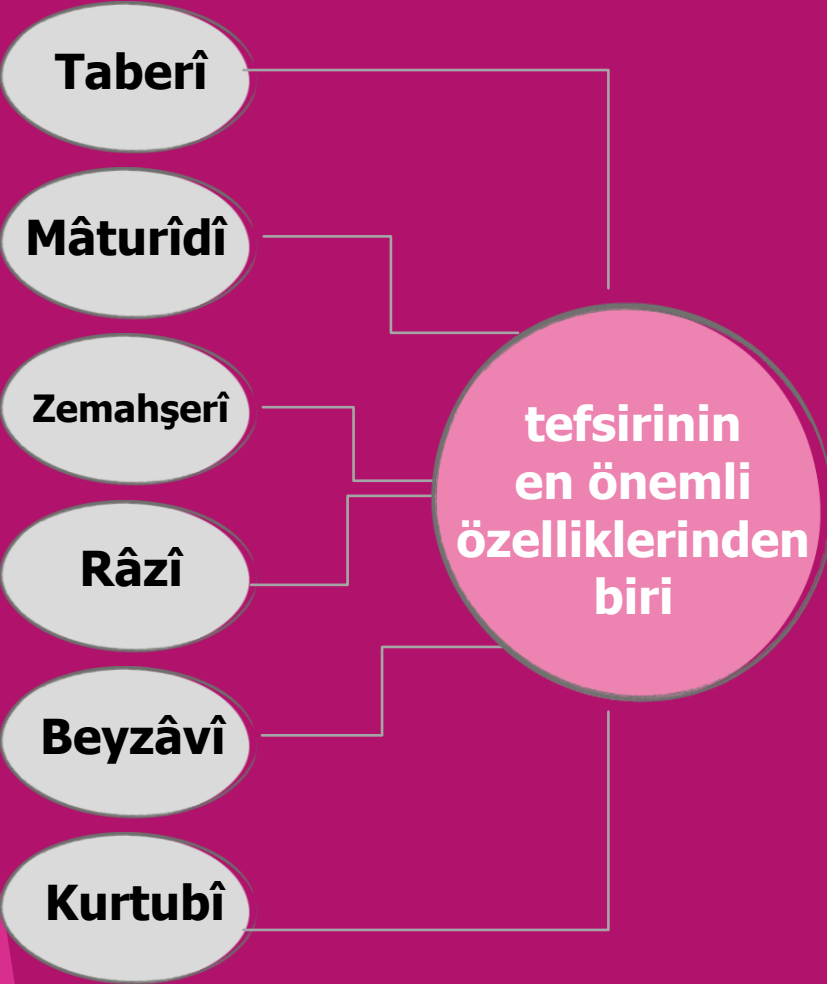 Taberî
Mâturîdî
Zemahşerî
Râzî
Beyzâvî
Kurtubî
tefsirinin
en önemli
özelliklerinden
biri